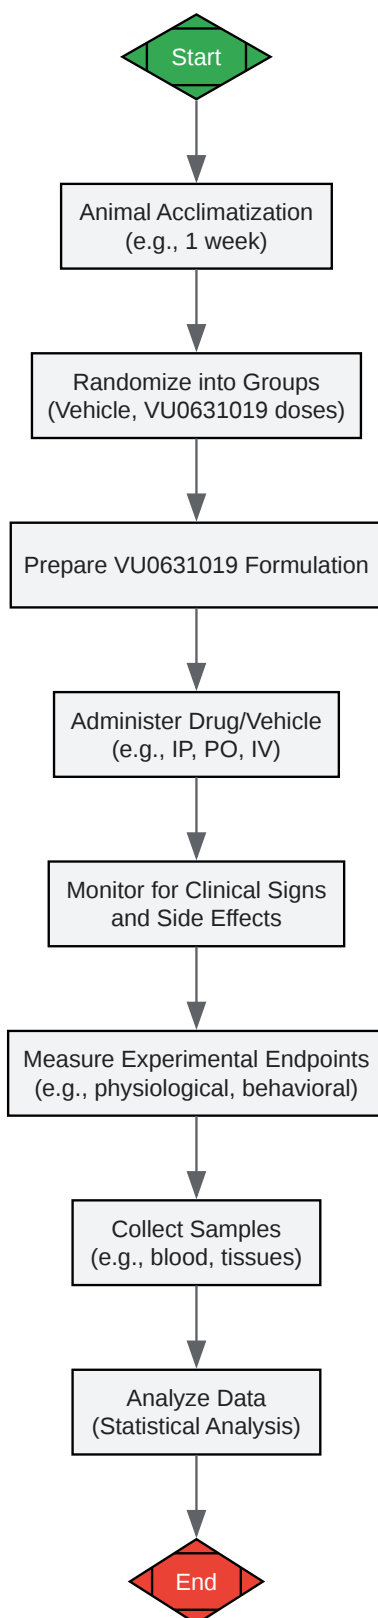 Start
Animal Acclimatization
(e.g., 1 week)
Randomize into Groups
(Vehicle, VU0631019 doses)
Prepare VU0631019 Formulation
Administer Drug/Vehicle
(e.g., IP, PO, IV)
Monitor for Clinical Signs
and Side Effects
Measure Experimental Endpoints
(e.g., physiological, behavioral)
Collect Samples
(e.g., blood, tissues)
Analyze Data
(Statistical Analysis)
End